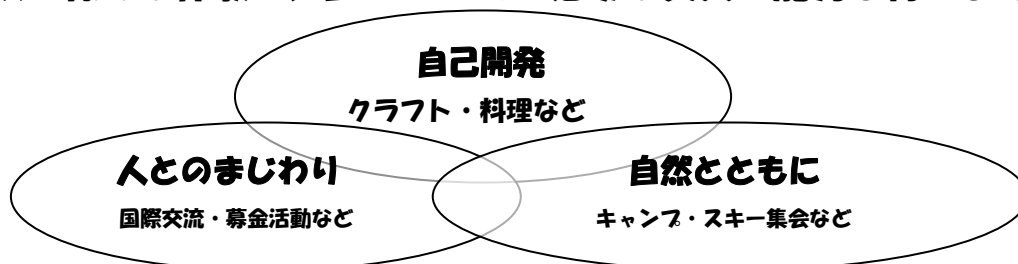 自己開発
クラフト・料理など
人とのまじわり
国際交流・募金活動など
自然とともに
キャンプ・スキー集会など